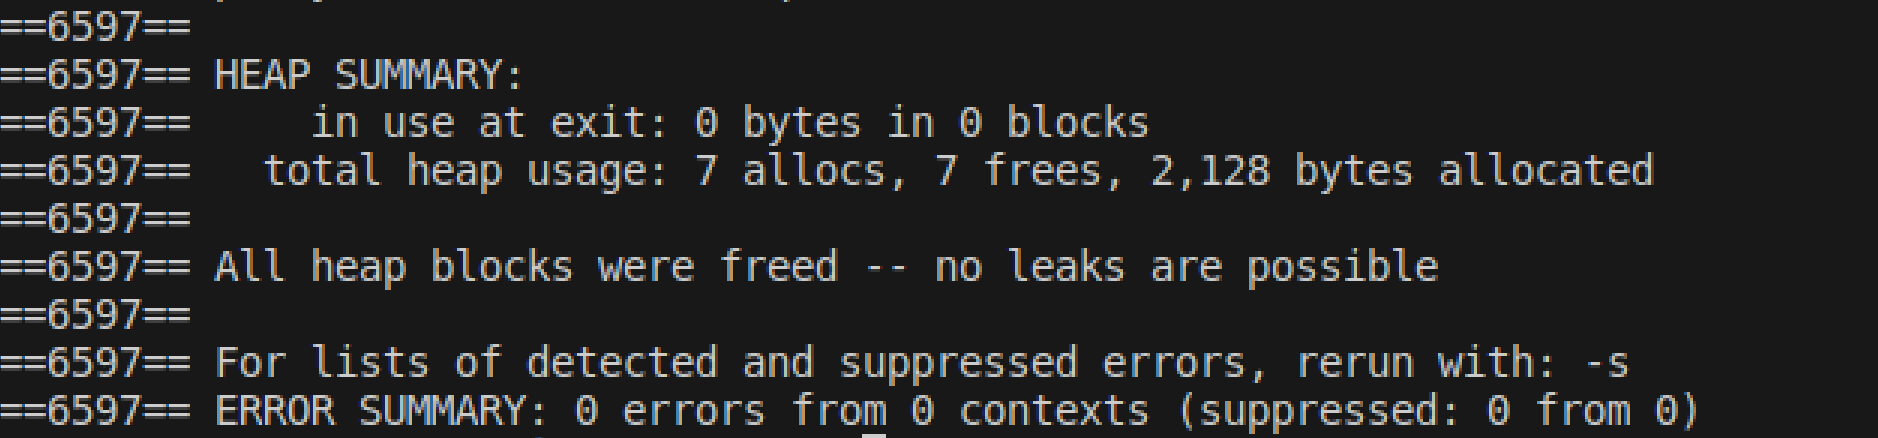 ==6597==
==6597== HEAP SUMMARY:
==6597==     in use at exit: 0 bytes in 0 blocks
==6597==   total heap usage: 7 allocs, 7 frees, 2,128 bytes allocated
==6597==
==6597== All heap blocks were freed -- no leaks are possible
==6597==
==6597== For lists of detected and suppressed errors, rerun with: -s
==6597== ERROR SUMMARY: 0 errors from 0 contexts (suppressed: 0 from 0)